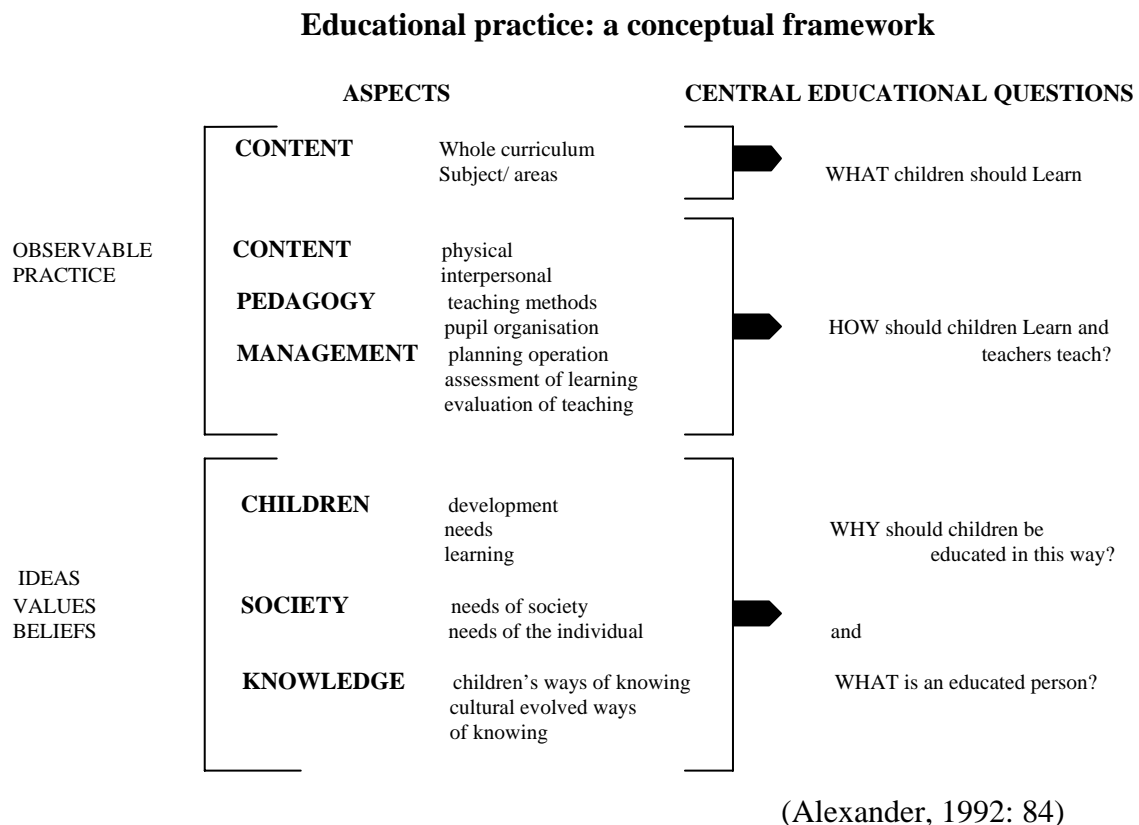 Educational practice: a conceptual framework
ASPECTS
CENTRAL EDUCATIONAL QUESTIONS
CONTENT Whole curriculum
Subject/ areas
WHAT children should Learn
OBSERVABLE
PRACTICE
CONTENT physical
interpersonal
PEDAGOGY teaching methods
pupil organisation
MANAGEMENT planning operation
assessment of learning
evaluation of teaching
HOW should children Learn and
teachers teach?
IDEAS
VALUES
BELIEFS
CHILDREN development
needs
learning
SOCIETY needs of society
needs of the individual
KNOWLEDGE children’s ways of knowing
cultural evolved ways
of knowing
WHY should children be
educated in this way?
and
WHAT is an educated person?
(Alexander, 1992: 84)